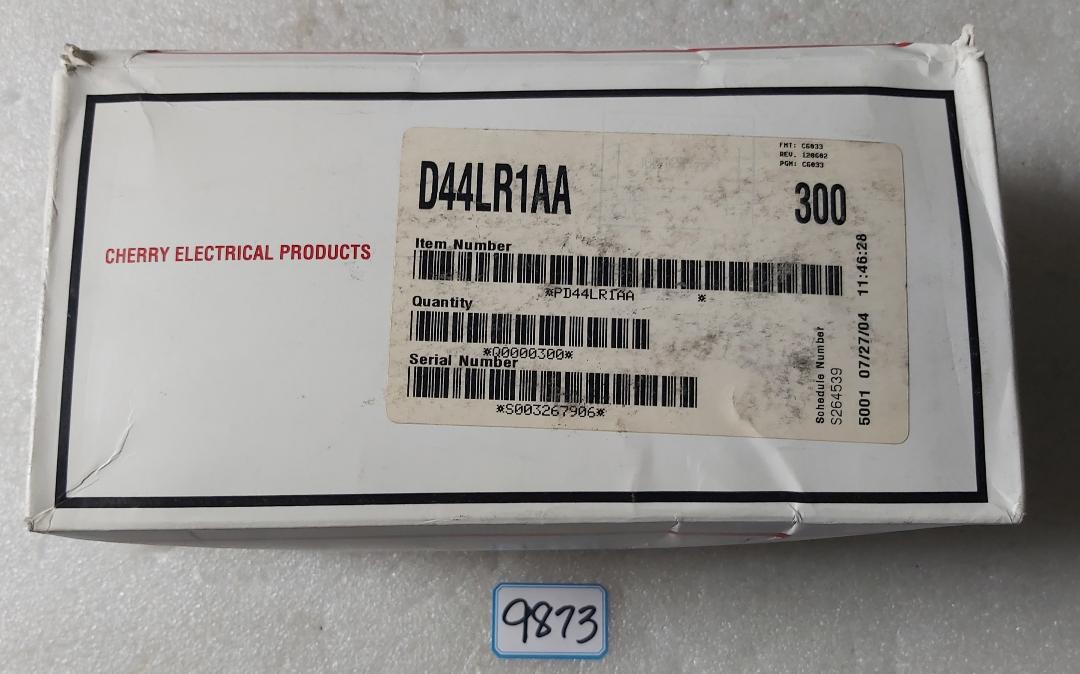 CHERRY ELECTRICAL PRODUCTS
FMT: C6033
REV. 120602
PGM: C6033
D44LR1AA
300
Item Number
*PD44LR1AA *
Quantity
*Q0000300*
Serial Number
*S003267906*
Schedule Number
S264539
5001 07/27/04 11:46:28
9873